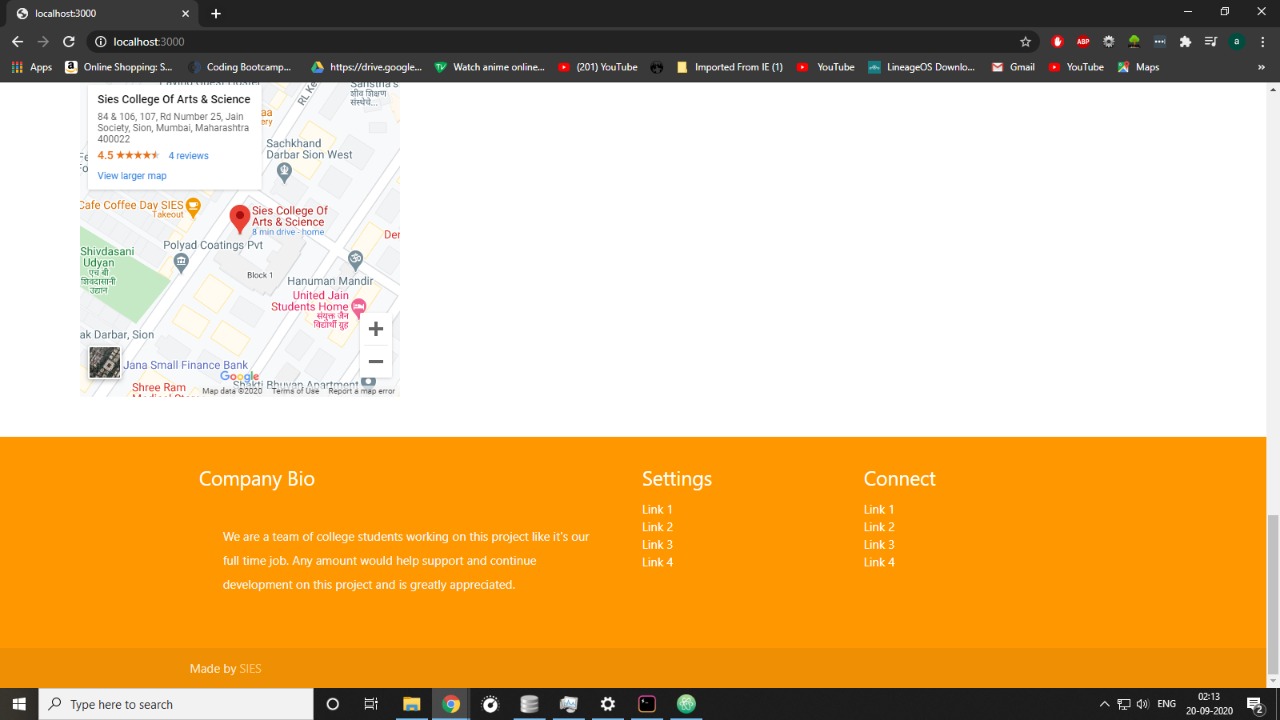 localhost:3000
localhost:3000
Apps
Online Shopping: S...
Coding Bootcamp...
https://drive.google...
Watch anime online...
(201) YouTube
Imported From IE (1)
YouTube
LineageOS Downlo...
Gmail
YouTube
Maps
»
Sies College Of Arts & Science
84 & 106, 107, Rd Number 25, Jain
Society, Sion, Mumbai, Maharashtra
400022
4.5
4 reviews
View larger map
Sachkhand
Darbar Sion West
Cafe Coffee Day SIES
Takeout
Sies College Of
Arts & Science
8 min drive - home
Polyad Coatings Pvt
Shivdasani
Udyan
Block 1
Hanuman Mandir
United Jain
Students Home
संयुक्त जैन
विद्यार्थी गृह
ak Darbar, Sion
Jana Small Finance Bank
Google
Shakti Bhuvan Apartment
Shree Ram
Map data ©2020
Terms of Use
Report a map error
Company Bio
We are a team of college students working on this project like it's our
full time job. Any amount would help support and continue
development on this project and is greatly appreciated.
Settings
Link 1
Link 2
Link 3
Link 4
Connect
Link 1
Link 2
Link 3
Link 4
Made by SIES
Type here to search
ENG
02:13
20-09-2020